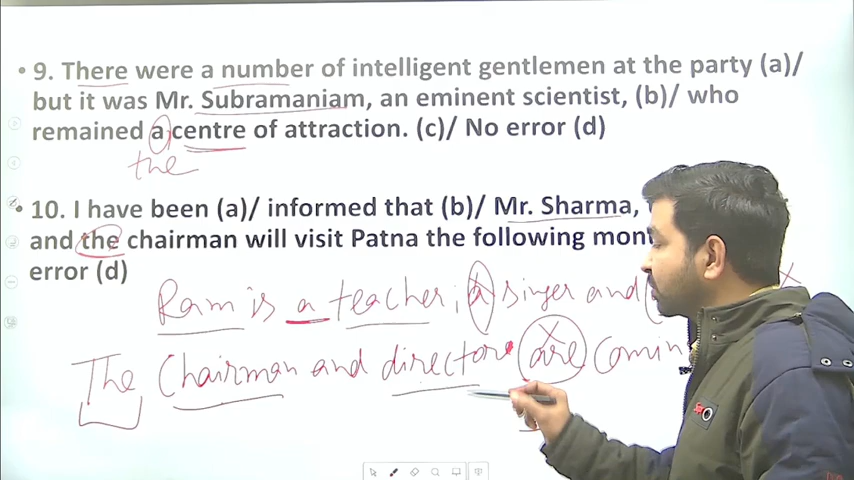 • 9. There were a number of intelligent gentlemen at the party (a)/
but it was Mr. Subramaniam, an eminent scientist, (b)/ who
remained a centre of attraction. (c)/ No error (d)
the
• 10. I have been (a)/ informed that (b)/ Mr. Sharma,
and the chairman will visit Patna the following
error (d)
Ram is a teacher, a singer and
The Chairman and director are